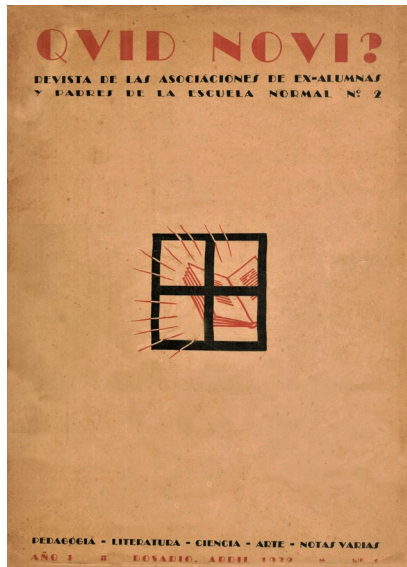 QVID NOVI?
REVISTA DE LAS ASOCIACIONES DE EX-ALUMNAS
Y PADRES DE LA ESCUELA NORMAL Nº 2
PEDAGOGIA - LITERATURA - CIENCIA - ARTE - NOTAS VARIAS
AÑO I ROSARIO, ABRIL 1932